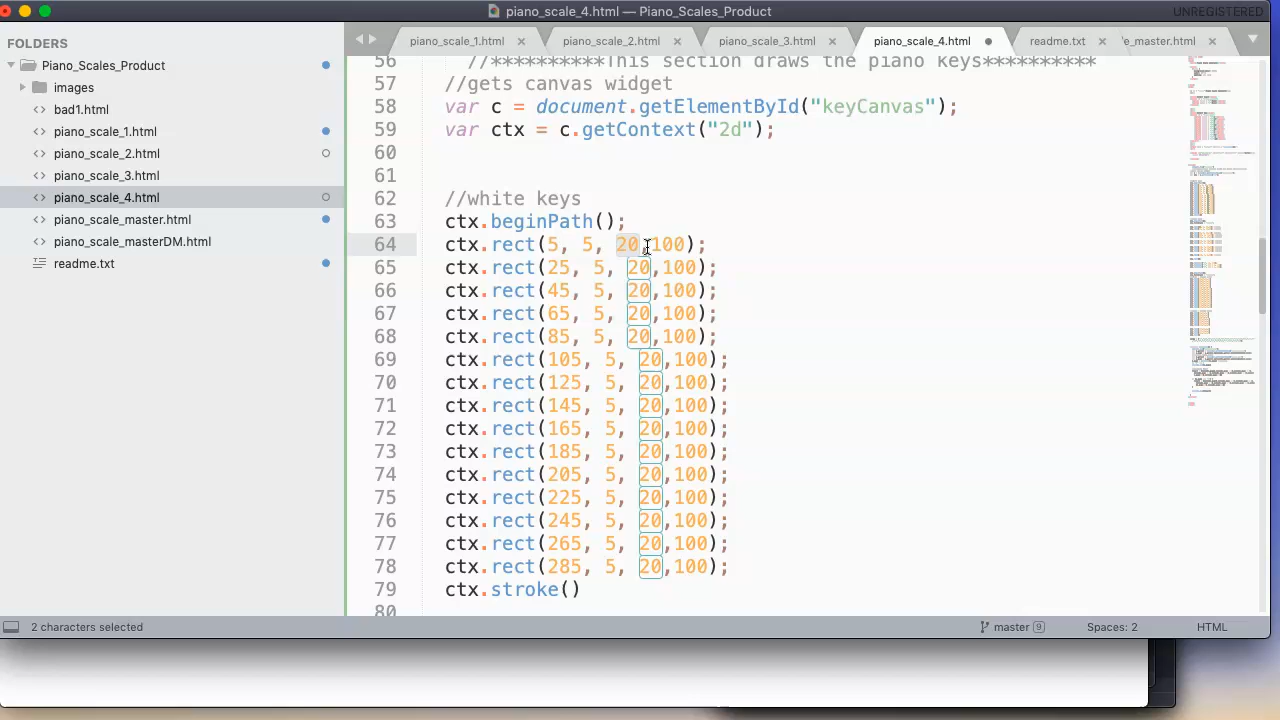 piano_scale_4.html — Piano_Scales_Product
UNREGISTERED
FOLDERS
Piano_Scales_Product
images
bad1.html
piano_scale_1.html
piano_scale_2.html
piano_scale_3.html
piano_scale_4.html
piano_scale_master.html
piano_scale_masterDM.html
readme.txt
piano_scale_1.html
piano_scale_2.html
piano_scale_3.html
piano_scale_4.html
readme.txt
e_master.html
56 //**********This section draws the piano keys**********
57 //gets canvas widget
58 var c = document.getElementById("keyCanvas");
59 var ctx = c.getContext("2d");
60
61
62 //white keys
63 ctx.beginPath();
64 ctx.rect(5, 5, 20,100);
65 ctx.rect(25, 5, 20,100);
66 ctx.rect(45, 5, 20,100);
67 ctx.rect(65, 5, 20,100);
68 ctx.rect(85, 5, 20,100);
69 ctx.rect(105, 5, 20,100);
70 ctx.rect(125, 5, 20,100);
71 ctx.rect(145, 5, 20,100);
72 ctx.rect(165, 5, 20,100);
73 ctx.rect(185, 5, 20,100);
74 ctx.rect(205, 5, 20,100);
75 ctx.rect(225, 5, 20,100);
76 ctx.rect(245, 5, 20,100);
77 ctx.rect(265, 5, 20,100);
78 ctx.rect(285, 5, 20,100);
79 ctx.stroke()
80
2 characters selected
master 9
Spaces: 2
HTML